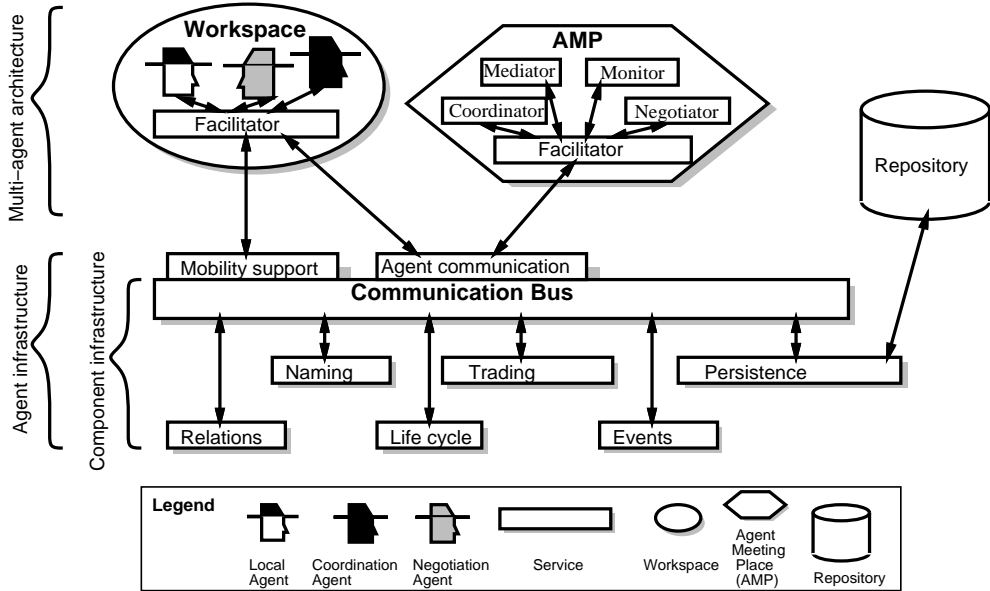 Workspace
Facilitator
AMP
Mediator
Monitor
Coordinator
Negotiator
Facilitator
Repository
Multi-agent architecture
Mobility support
Agent communication
Communication Bus
Agent infrastructure
Component infrastructure
Naming
Trading
Persistence
Relations
Life cycle
Events
Legend
Local
Agent
Coordination
Agent
Negotiation
Agent
Service
Workspace
Agent
Meeting
Place
(AMP)
Repository